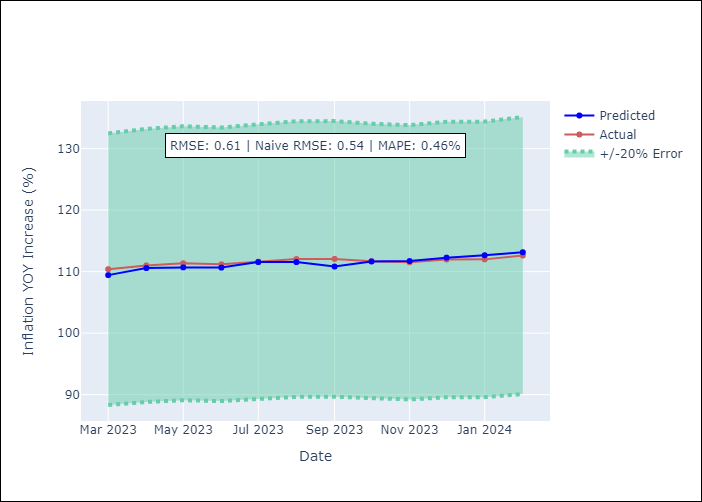 RMSE: 0.61 | Naive RMSE: 0.54 | MAPE: 0.46%
Predicted
Actual
+/-20% Error
Inflation YOY Increase (%)
130
120
110
100
90
Mar 2023
May 2023
Jul 2023
Sep 2023
Nov 2023
Jan 2024
Date